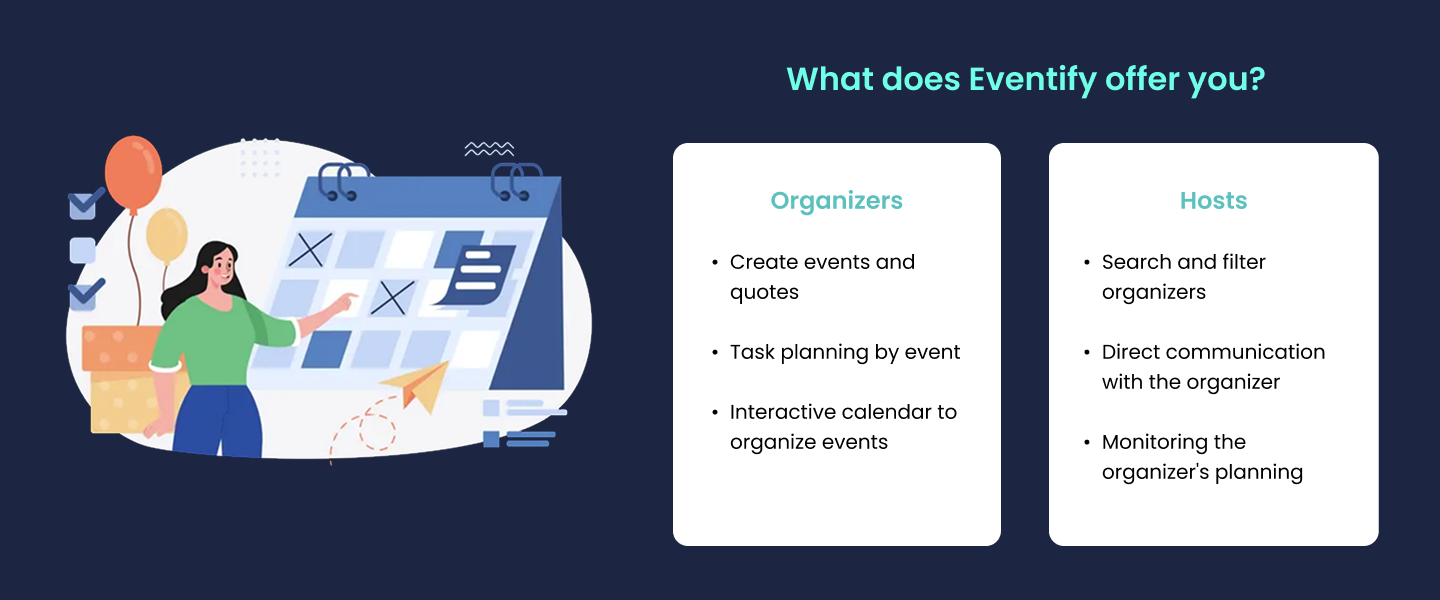 What does Eventify offer you?
Organizers
• Create events and
quotes
• Task planning by event
• Interactive calendar to
organize events
Hosts
• Search and filter
organizers
• Direct communication
with the organizer
• Monitoring the
organizer's planning